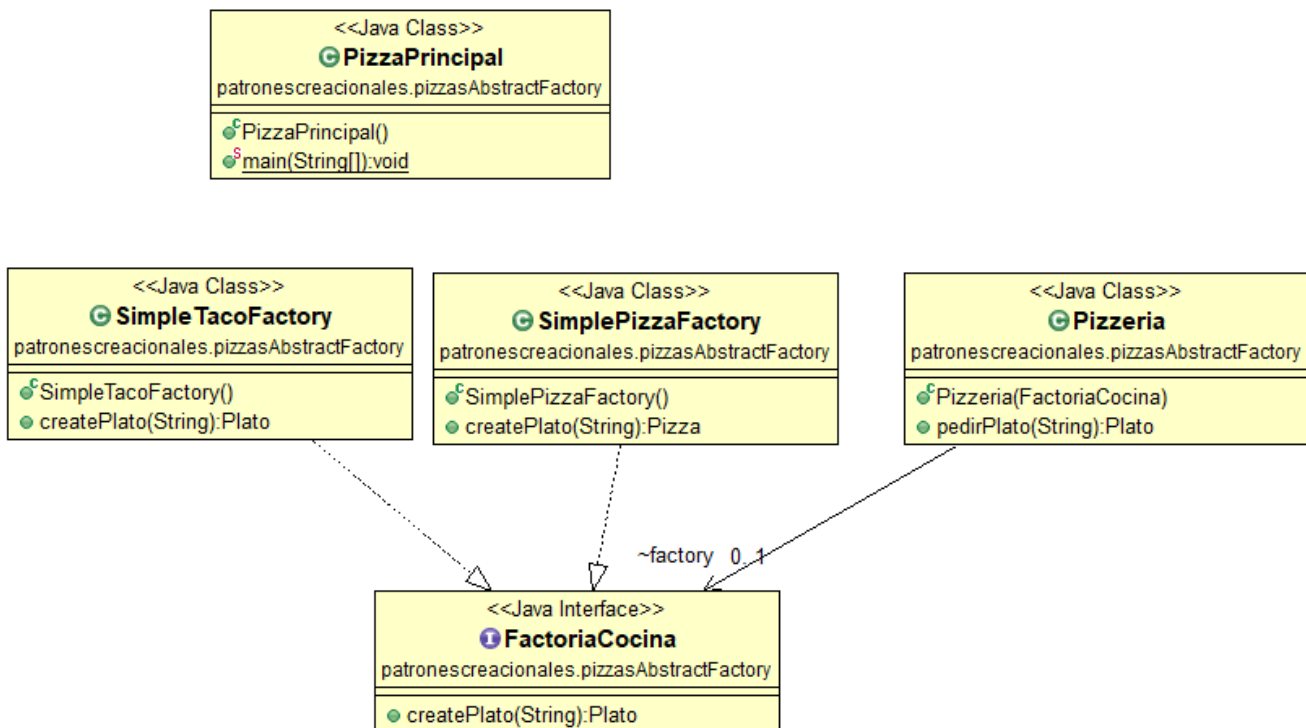 <<Java Class>>
PizzaPrincipal
patronescreacionales.pizzasAbstractFactory
PizzaPrincipal()
main(String[]):void
<<Java Class>>
SimpleTacoFactory
patronescreacionales.pizzasAbstractFactory
SimpleTacoFactory()
createPlato(String):Plato
<<Java Class>>
SimplePizzaFactory
patronescreacionales.pizzasAbstractFactory
SimplePizzaFactory()
createPlato(String):Pizza
<<Java Class>>
Pizzeria
patronescreacionales.pizzasAbstractFactory
Pizzeria(FactoriaCocina)
pedirPlato(String):Plato
~factory 0..1
<<Java Interface>>
FactoriaCocina
patronescreacionales.pizzasAbstractFactory
createPlato(String):Plato